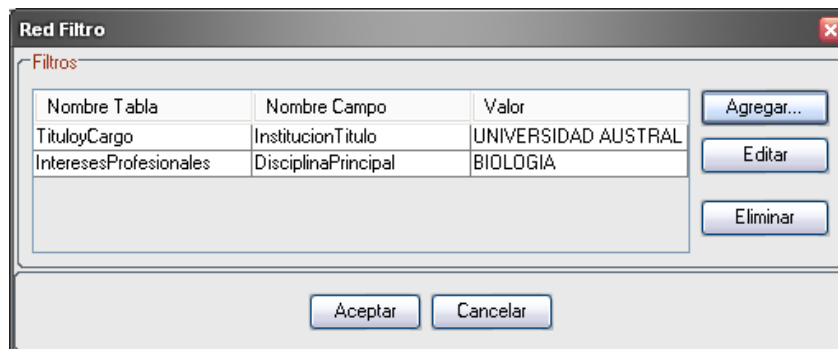 Red Filtro
Filtros
Nombre Tabla Nombre Campo Valor
TituloyCargo InstitucionTitulo UNIVERSIDAD AUSTRAL
InteresesProfesionales DisciplinaPrincipal BIOLOGIA
Agregar...
Editar
Eliminar
Aceptar Cancelar